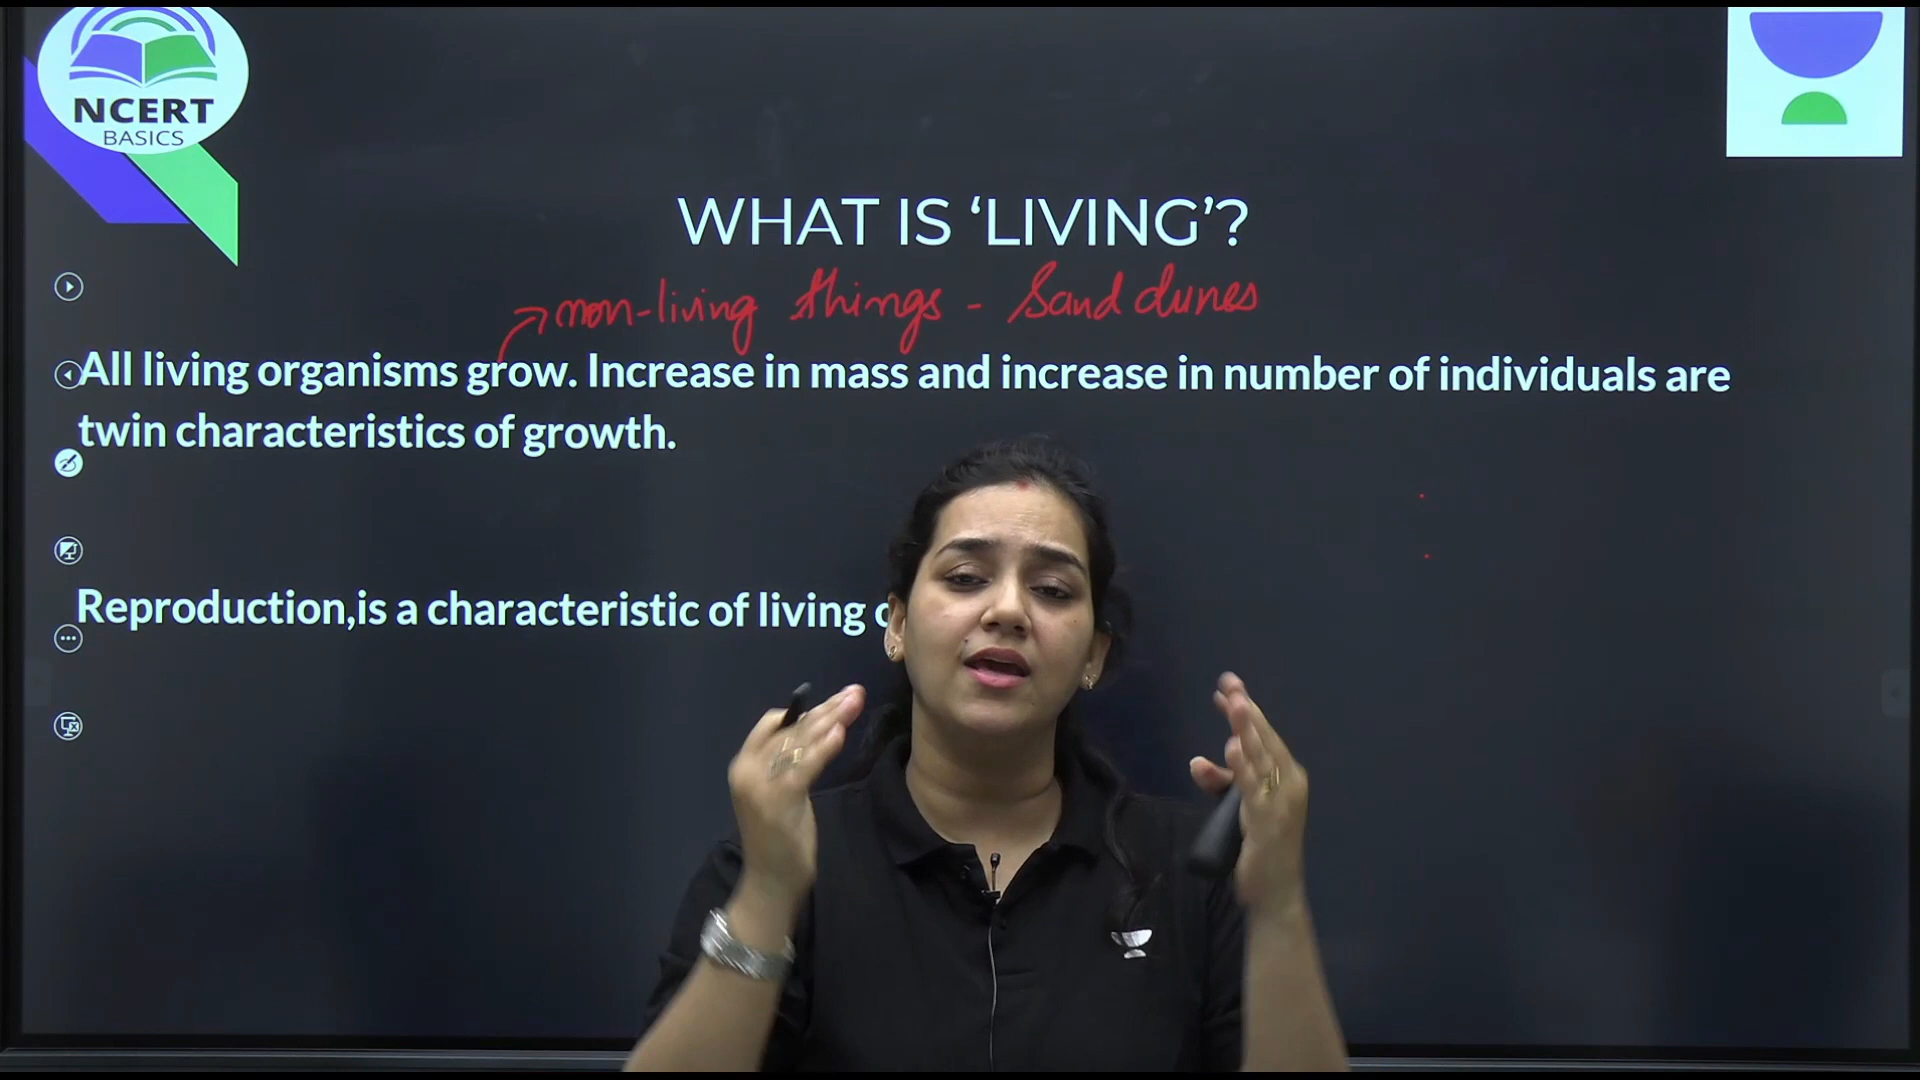 NCERT
BASICS
WHAT IS ‘LIVING’?
non-living things - Sand dunes
All living organisms grow. Increase in mass and increase in number of individuals are
twin characteristics of growth.
Reproduction,is a characteristic of living